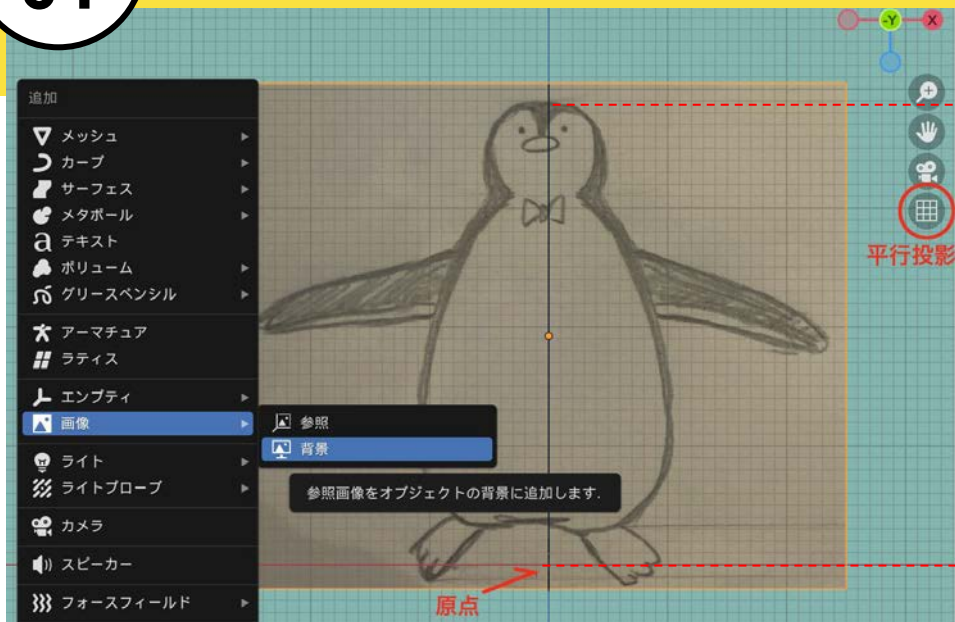 -Y
X
追加
メッシュ
カーブ
サーフェス
メタボール
テキスト
ボリューム
グリースペンシル
アーマチュア
ラティス
エンプティ
画像
ライト
ライトプローブ
カメラ
スピーカー
フォースフィールド
参照
背景
参照画像をオブジェクトの背景に追加します.
平行投影
原点